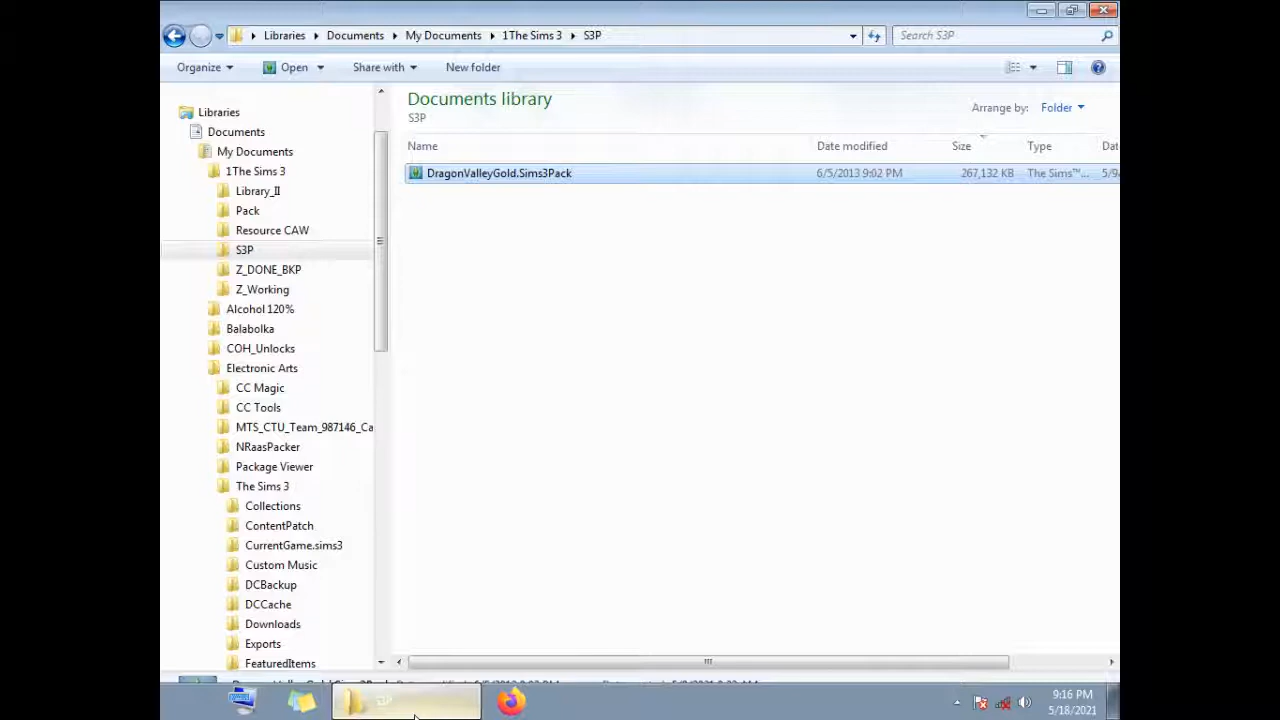 Libraries Documents My Documents 1The Sims 3 S3P
Search S3P
Organize Open Share with New folder
Documents library
S3P
Arrange by: Folder
Name Date modified Size Type Dat
DragonValleyGold.Sims3Pack 6/5/2013 9:02 PM 267,132 KB The Sims™...
Libraries
Documents
My Documents
1The Sims 3
Library_II
Pack
Resource CAW
S3P
Z_DONE_BKP
Z_Working
Alcohol 120%
Balabolka
COH_Unlocks
Electronic Arts
CC Magic
CC Tools
MTS_CTU_Team_987146_Ca
NRaasPacker
Package Viewer
The Sims 3
Collections
ContentPatch
CurrentGame.sims3
Custom Music
DCBackup
DCCache
Downloads
Exports
FeaturedItems
S3P
9:16 PM
5/18/2021